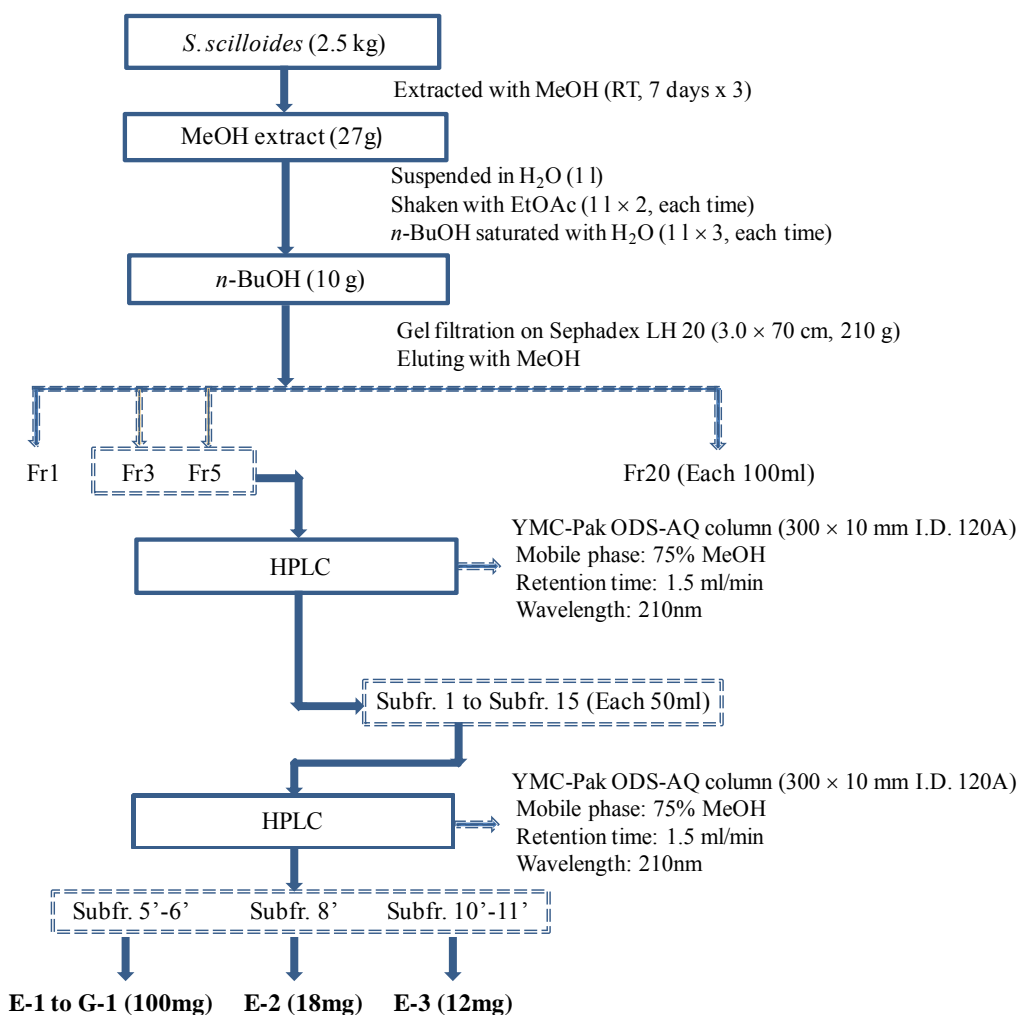 S. scilloides (2.5 kg)
Extracted with MeOH (RT, 7 days x 3)
MeOH extract (27g)
Suspended in H₂O (1 l)
Shaken with EtOAc (1 l × 2, each time)
n-BuOH saturated with H₂O (1 l × 3, each time)
n-BuOH (10 g)
Gel filtration on Sephadex LH 20 (3.0 × 70 cm, 210 g)
Eluting with MeOH
Fr1 Fr3 Fr5 Fr20 (Each 100ml)
HPLC
YMC-Pak ODS-AQ column (300 × 10 mm I.D. 120A)
Mobile phase: 75% MeOH
Retention time: 1.5 ml/min
Wavelength: 210nm
Subfr. 1 to Subfr. 15 (Each 50ml)
HPLC
YMC-Pak ODS-AQ column (300 × 10 mm I.D. 120A)
Mobile phase: 75% MeOH
Retention time: 1.5 ml/min
Wavelength: 210nm
Subfr. 5’-6’ Subfr. 8’ Subfr. 10’-11’
E-1 to G-1 (100mg) E-2 (18mg) E-3 (12mg)